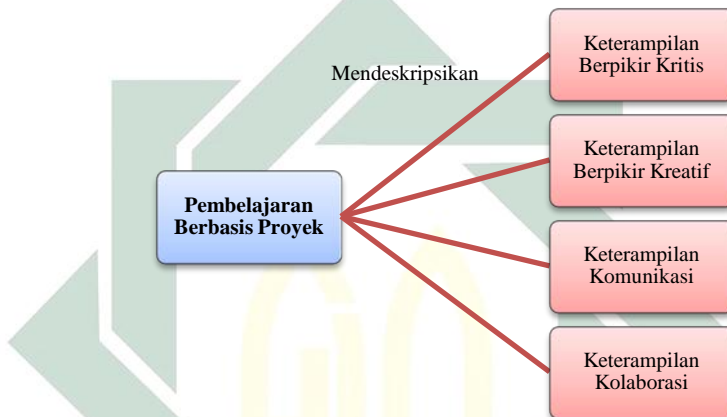 Mendeskripsikan
Pembelajaran
Berbasis Proyek
Keterampilan
Berpikir Kritis
Keterampilan
Berpikir Kreatif
Keterampilan
Komunikasi
Keterampilan
Kolaborasi